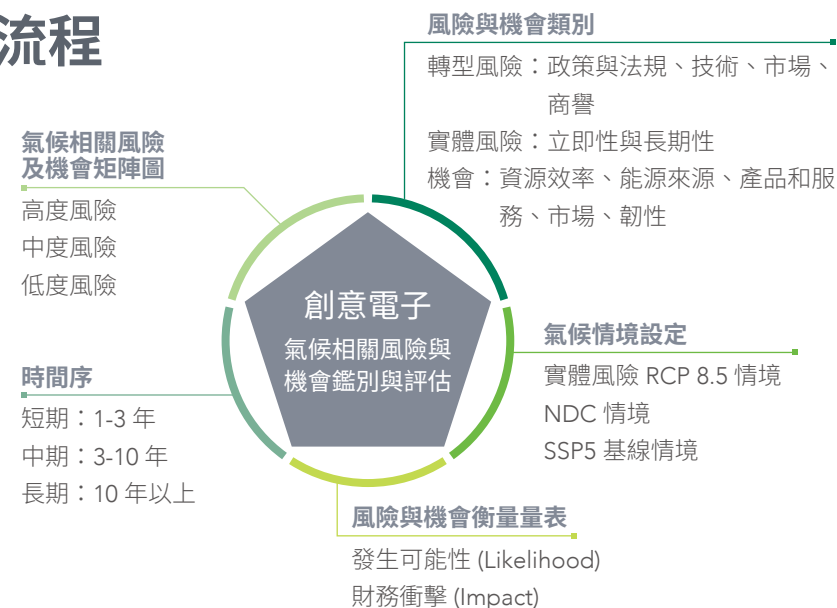 流程
風險與機會類別
轉型風險：政策與法規、技術、市場、
商譽
實體風險：立即性與長期性
機會：資源效率、能源來源、產品和服
務、市場、韌性
氣候相關風險
及機會矩陣圖
高度風險
中度風險
低度風險
創意電子
氣候相關風險與
機會鑑別與評估
氣候情境設定
實體風險 RCP 8.5 情境
NDC 情境
SSP5 基線情境
時間序
短期：1-3 年
中期：3-10 年
長期：10 年以上
風險與機會衡量量表
發生可能性 (Likelihood)
財務衝擊 (Impact)